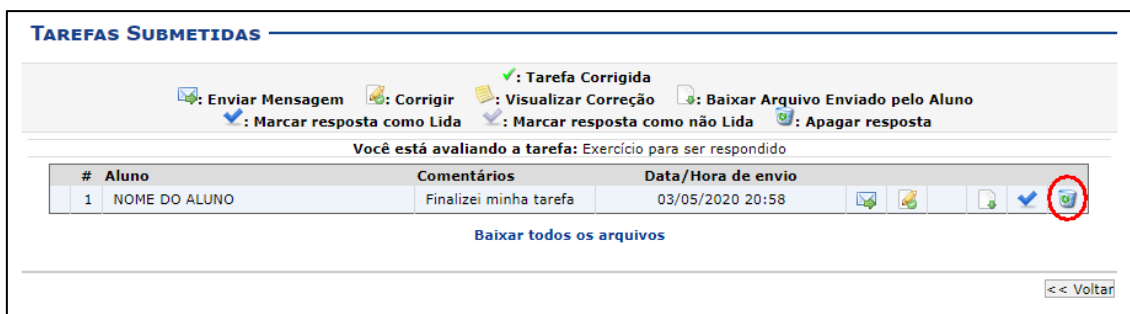 TAREFAS SUBMETIDAS
: Tarefa Corrigida
: Enviar Mensagem : Corrigir : Visualizar Correção : Baixar Arquivo Enviado pelo Aluno
: Marcar resposta como Lida : Marcar resposta como não Lida : Apagar resposta
Você está avaliando a tarefa: Exercício para ser respondido
# Aluno Comentários Data/Hora de envio
1 NOME DO ALUNO Finalizei minha tarefa 03/05/2020 20:58
Baixar todos os arquivos
<< Voltar